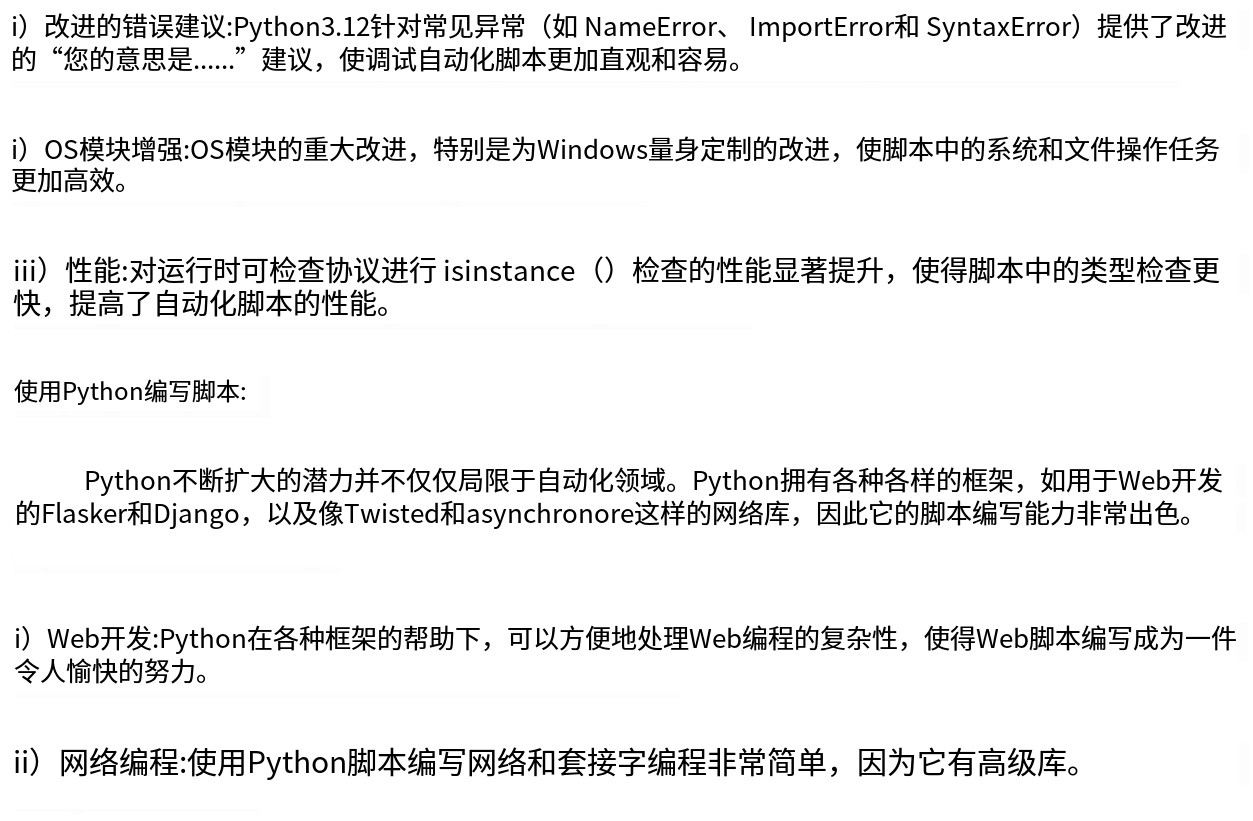 i）改进的错误建议:Python3.12针对常见异常（如 NameError、 ImportError和 SyntaxError）提供了改进
的“您的意思是......”建议，使调试自动化脚本更加直观和容易。
i）OS模块增强:OS模块的重大改进，特别是为Windows量身定制的改进，使脚本中的系统和文件操作任务
更加高效。
iii）性能:对运行时可检查协议进行 isinstance（）检查的性能显著提升，使得脚本中的类型检查更
快，提高了自动化脚本的性能。
使用Python编写脚本:
Python不断扩大的潜力并不仅仅局限于自动化领域。Python拥有各种各样的框架，如用于Web开发
的Flasker和Django，以及像Twisted和asynchronore这样的网络库，因此它的脚本编写能力非常出色。
i）Web开发:Python在各种框架的帮助下，可以方便地处理Web编程的复杂性，使得Web脚本编写成为一件
令人愉快的努力。
ii）网络编程:使用Python脚本编写网络和套接字编程非常简单，因为它有高级库。